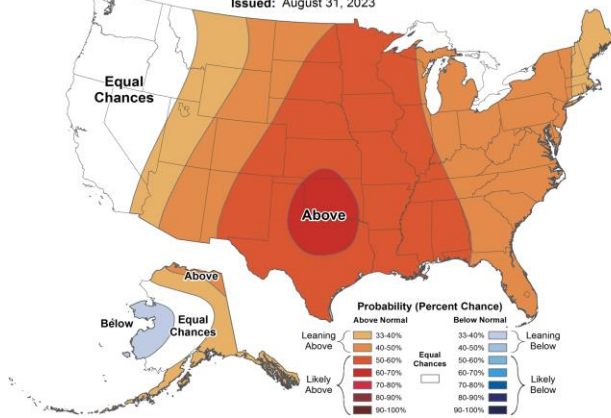 Issued: August 31, 2023
Equal
Chances
Above
Above
Below
Equal
Chances
Probability (Percent Chance)
Above Normal
Below Normal
Leaning
Above
33-40%
40-50%
Likely
Above
50-60%
60-70%
70-80%
80-90%
90-100%
Equal
Chances
33-40%
40-50%
Leaning
Below
50-60%
60-70%
70-80%
80-90%
90-100%
Likely
Below